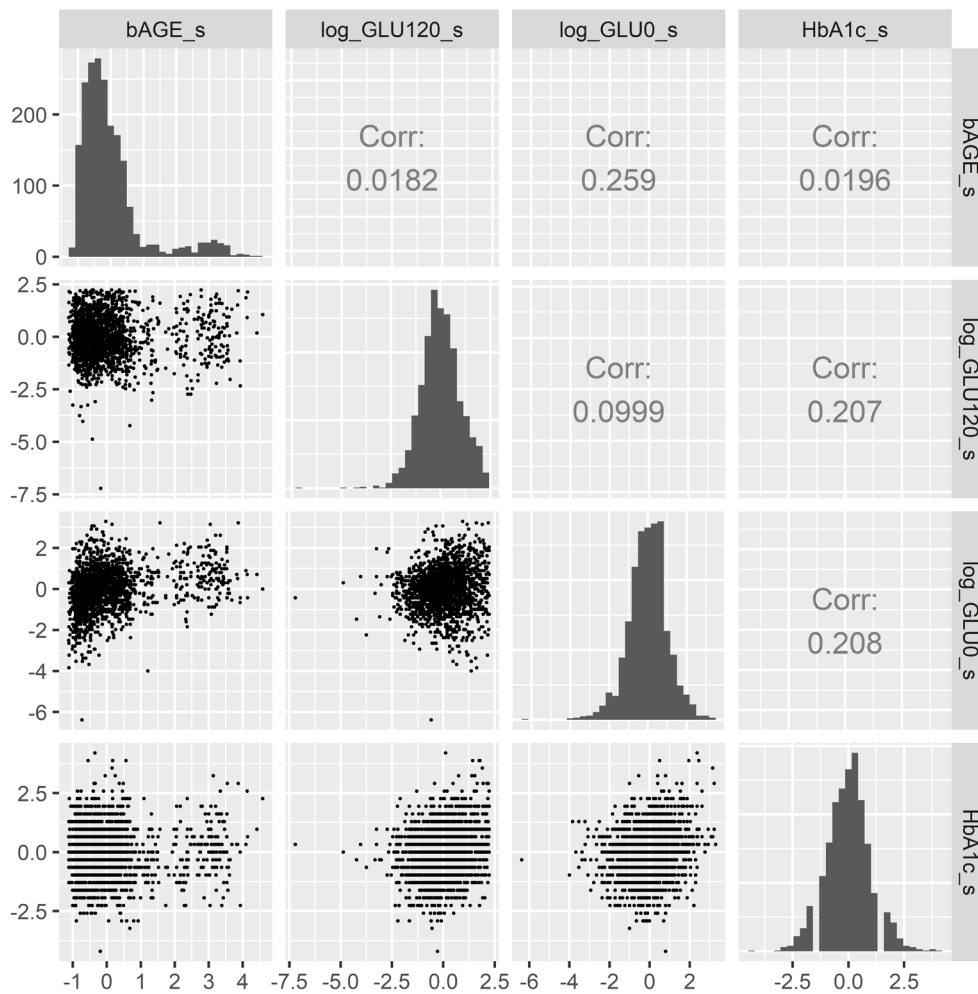 bAGE_s log_GLU120_s log_GLU0_s HbA1c_s
200
100
0
Corr:
0.0182
Corr:
0.259
Corr:
0.0196
bAGE_s
2.5
0.0
-2.5
-5.0
-7.5
Corr:
0.0999
Corr:
0.207
log_GLU120_s
2
0
-2
-4
-6
Corr:
0.208
log_GLU0_s
2.5
0.0
-2.5
HbA1c_s
-1 0 1 2 3 4 -7.5 -5.0 -2.5 0.0 2.5 -6 -4 -2 0 2 -2.5 0.0 2.5